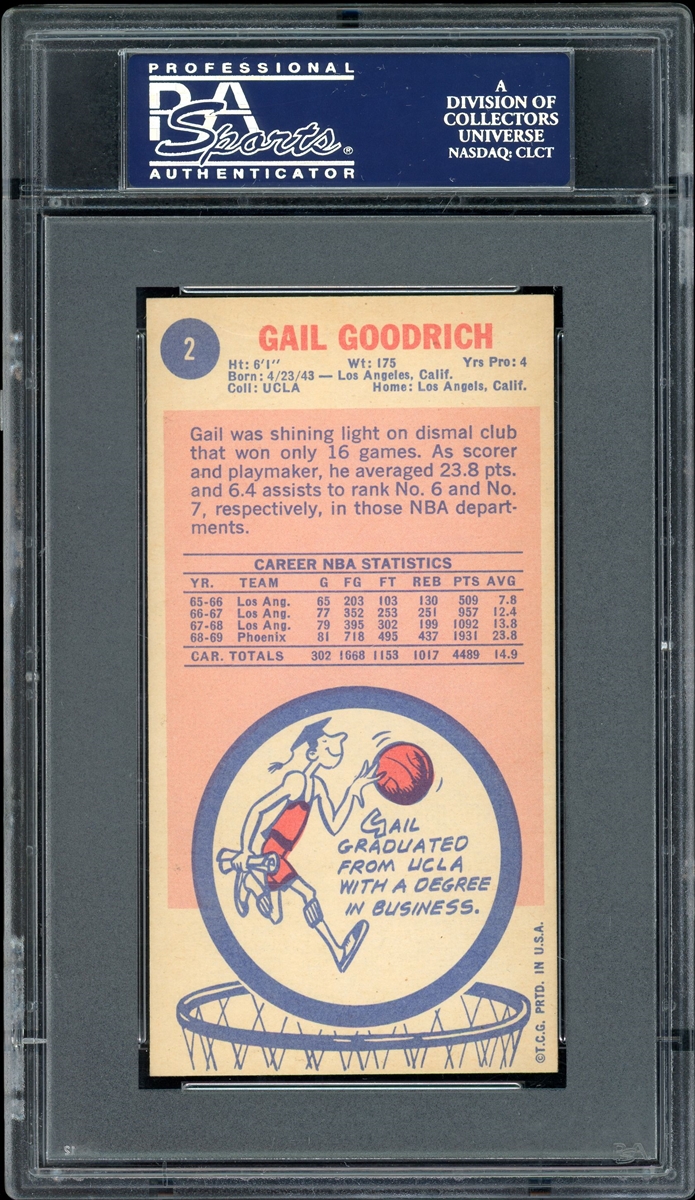 PROFESSIONAL
PSA
Sports®
AUTHENTICATOR
A
DIVISION OF
COLLECTORS
UNIVERSE
NASDAQ: CLCT
2
GAIL GOODRICH
Ht: 6'1'' Wt: 175 Yrs Pro: 4
Born: 4/23/43 — Los Angeles, Calif.
Coll: UCLA Home: Los Angels, Calif.
Gail was shining light on dismal club
that won only 16 games. As scorer
and playmaker, he averaged 23.8 pts.
and 6.4 assists to rank No. 6 and No.
7, respectively, in those NBA depart-
ments.
CAREER NBA STATISTICS
YR. TEAM G FG FT REB PTS AVG
65-66 Los Ang. 65 203 103 130 509 7.8
66-67 Los Ang. 77 352 253 251 957 12.4
67-68 Los Ang. 79 395 302 199 1092 13.8
68-69 Phoenix 81 718 495 437 1931 23.8
CAR. TOTALS 302 1668 1153 1017 4489 14.9
GAIL
GRADUATED
FROM UCLA
WITH A DEGREE
IN BUSINESS.
©T.C.G. PRTD. IN U.S.A.
PSA